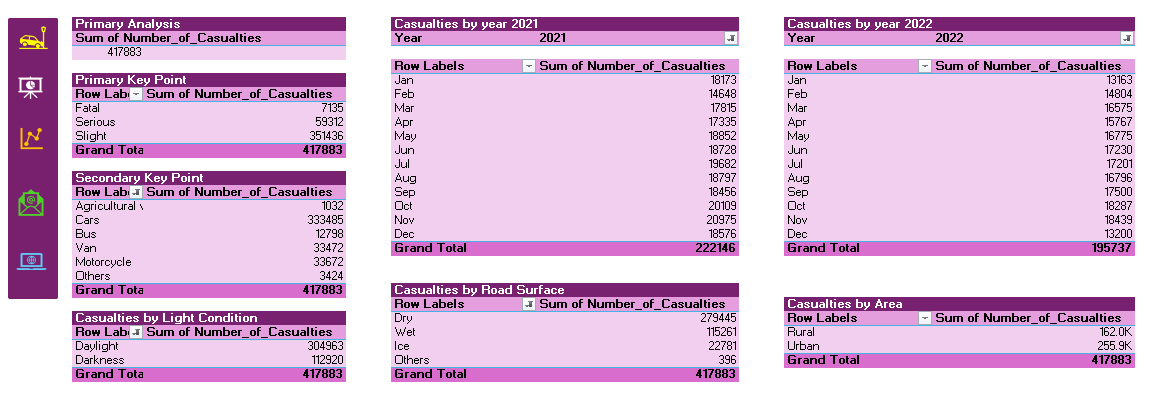 Primary Analysis
Sum of Number_of_Casualties
417883
Primary Key Point
Row Lab Sum of Number_of_Casualties
Fatal 7135
Serious 59312
Slight 351436
Grand Tota 417883
Secondary Key Point
Row Lab Sum of Number_of_Casualties
Agricultural 1032
Cars 333485
Bus 12798
Van 33472
Motorcycle 33672
Others 3424
Grand Tota 417883
Casualties by Light Condition
Row Lab Sum of Number_of_Casualties
Daylight 304963
Darkness 112920
Grand Tota 417883
Casualties by year 2021
Year 2021
Row Labels Sum of Number_of_Casualties
Jan 18173
Feb 14648
Mar 17815
Apr 17335
May 18852
Jun 18728
Jul 19682
Aug 18797
Sep 18456
Oct 20109
Nov 20975
Dec 18576
Grand Total 222146
Casualties by Road Surface
Row Labels Sum of Number_of_Casualties
Dry 279445
Wet 115261
Ice 22781
Others 396
Grand Total 417883
Casualties by year 2022
Year 2022
Row Labels Sum of Number_of_Casualties
Jan 13163
Feb 14804
Mar 16575
Apr 15767
May 16775
Jun 17230
Jul 17201
Aug 16796
Sep 17500
Oct 18287
Nov 18439
Dec 13200
Grand Total 195737
Casualties by Area
Row Labels Sum of Number_of_Casualties
Rural 162.0K
Urban 255.9K
Grand Total 417883